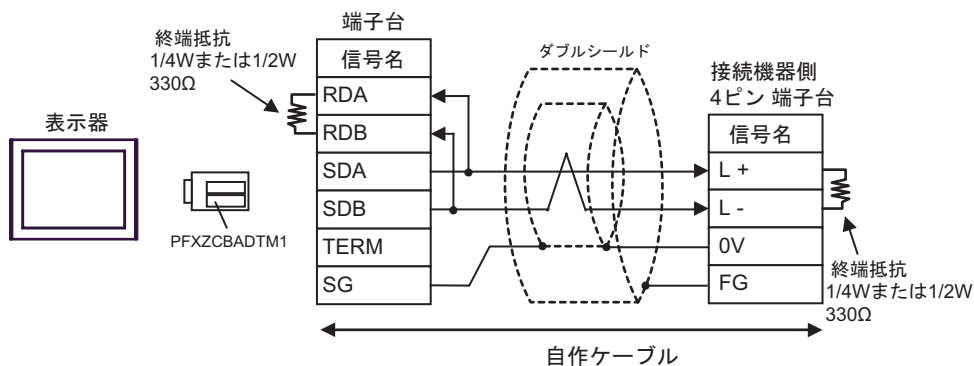 端子台
終端抵抗
1/4Wまたは1/2W
330Ω
信号名
RDA
RDB
SDA
SDB
TERM
SG
表示器
PFXZCBADTM1
ダブルシールド
接続機器側
4ピン 端子台
信号名
L +
L -
0V
FG
終端抵抗
1/4Wまたは1/2W
330Ω
自作ケーブル